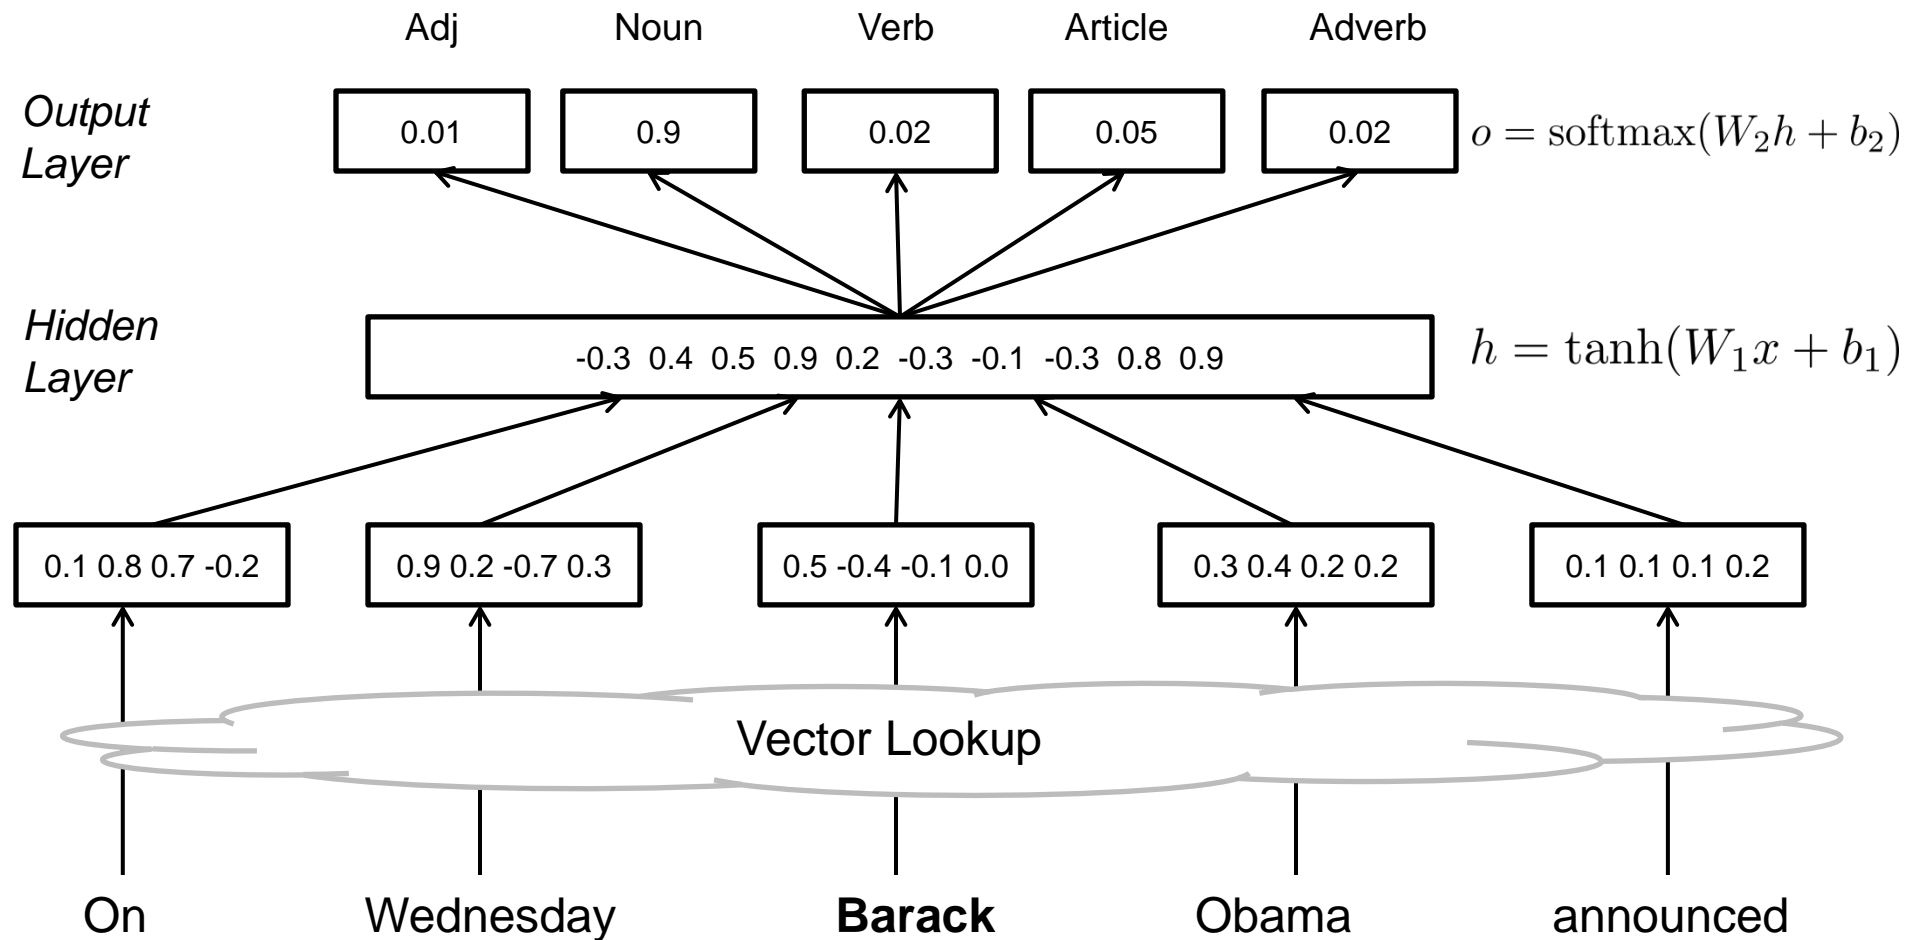 Adj Noun Verb Article Adverb
Output
Layer
0.01 0.9 0.02 0.05 0.02
o = softmax(W₂h + b₂)
Hidden
Layer
-0.3 0.4 0.5 0.9 0.2 -0.3 -0.1 -0.3 0.8 0.9
h = tanh(W₁x + b₁)
0.1 0.8 0.7 -0.2
0.9 0.2 -0.7 0.3
0.5 -0.4 -0.1 0.0
0.3 0.4 0.2 0.2
0.1 0.1 0.1 0.2
Vector Lookup
On Wednesday Barack Obama announced